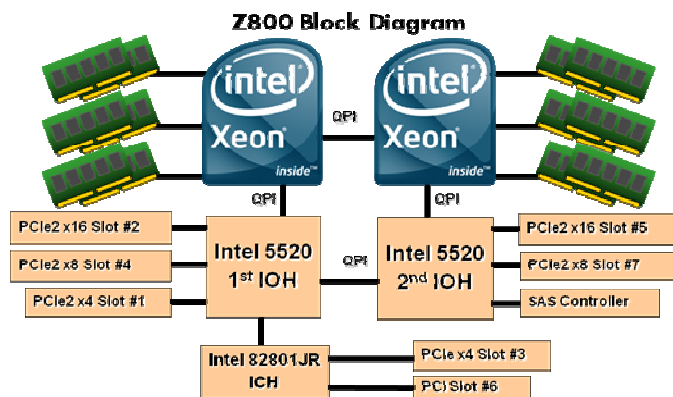 Z800 Block Diagram
intel
Xeon®
inside™
QPI
intel
Xeon®
inside™
QPI
QPI
PCIe2 x16 Slot #2
PCIe2 x8 Slot #4
PCIe2 x4 Slot #1
Intel 5520
1st IOH
QPI
Intel 5520
2nd IOH
PCIe2 x16 Slot #5
PCIe2 x8 Slot #7
SAS Controller
Intel 82801JR
ICH
PCIe x4 Slot #3
PCI Slot #6